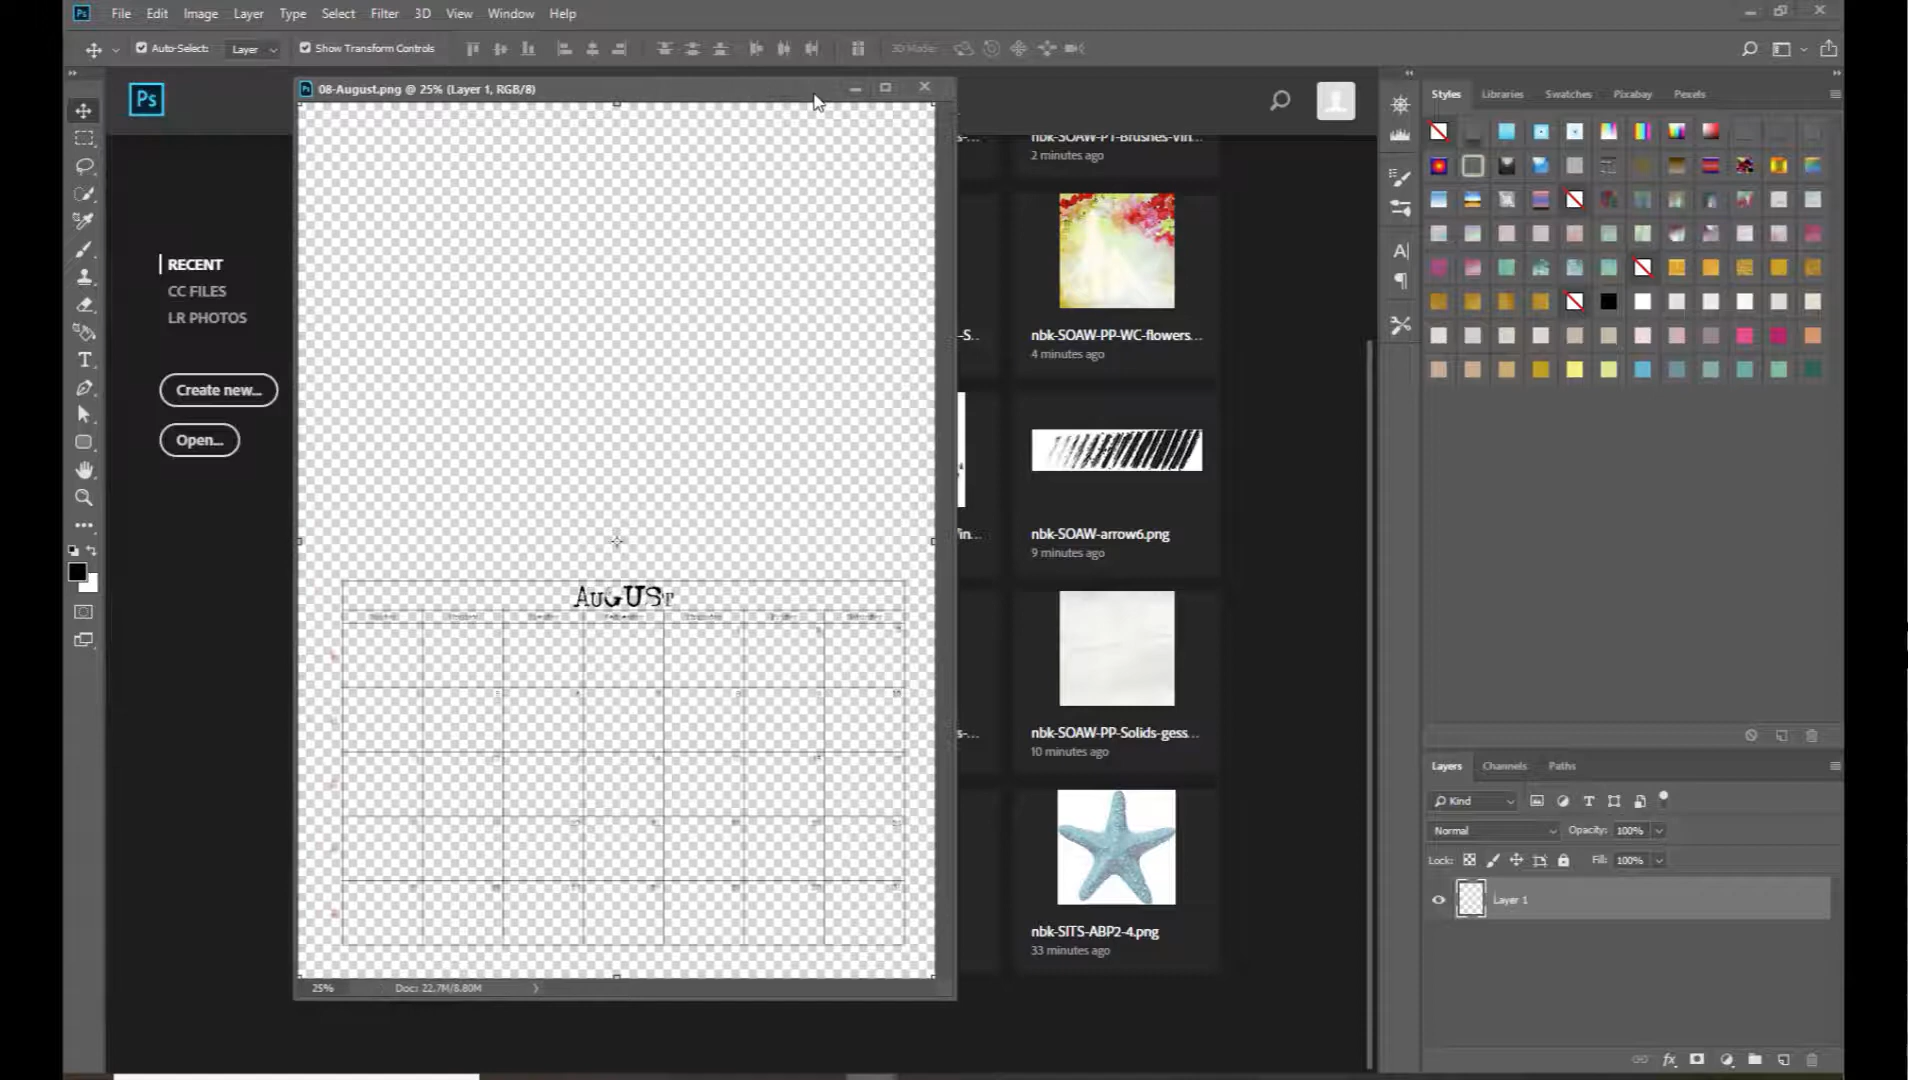 Ps File Edit Image Layer Type Select Filter 3D View Window Help
Auto-Select: Layer Show Transform Controls 3D Mode:
Ps
08-August.png @ 25% (Layer 1, RGB/8)
RECENT
CC FILES
LR PHOTOS
Create new...
Open...
AUGUST
25% Doc: 22.7M/8.80M
nbk-SOAW-PT-Brushes-Vin...
2 minutes ago
nbk-SOAW-PP-WC-flowers...
4 minutes ago
nbk-SOAW-arrow6.png
9 minutes ago
nbk-SOAW-PP-Solids-gess...
10 minutes ago
nbk-SITS-ABP2-4.png
33 minutes ago
Styles Libraries Swatches Pixabay Pexels
Layers Channels Paths
Kind
Normal Opacity: 100%
Lock: Fill: 100%
Layer 1